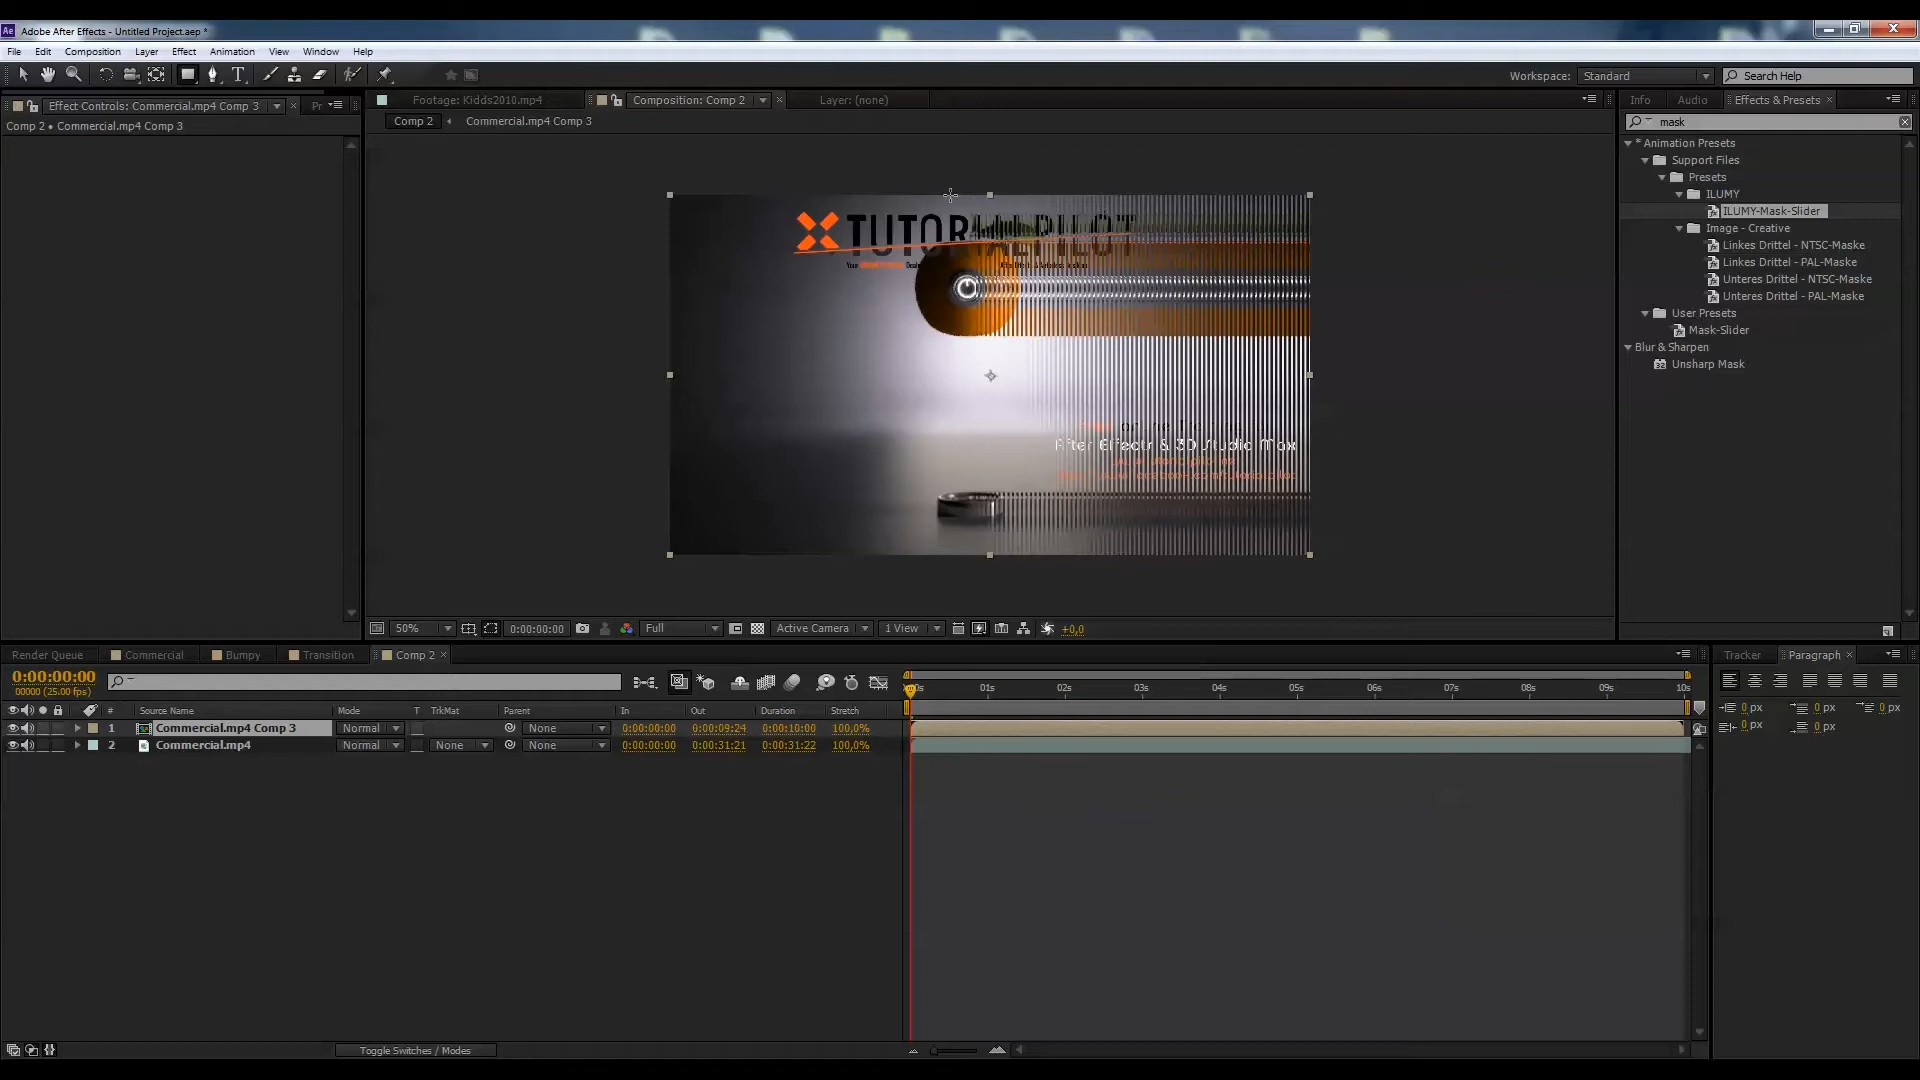 Ae Adobe After Effects - Untitled Project.aep *
File Edit Composition Layer Effect Animation View Window Help
Workspace: Standard Search Help
Effect Controls: Commercial.mp4 Comp 3 × Pr
Footage: Kidds2010.mp4 Composition: Comp 2 × Layer: (none)
Info Audio Effects & Presets ×
Comp 2 • Commercial.mp4 Comp 3
Comp 2 Commercial.mp4 Comp 3
mask
* Animation Presets
Support Files
Presets
ILUMY
ILUMY-Mask-Slider
Image - Creative
Linkes Drittel - NTSC-Maske
Linkes Drittel - PAL-Maske
Unteres Drittel - NTSC-Maske
Unteres Drittel - PAL-Maske
User Presets
Mask-Slider
Blur & Sharpen
Unsharp Mask
TUTORIALPILOT
After Effects & 3D Studio Max
50% 0:00:00:00 Full Active Camera 1 View +0,0
Render Queue Commercial Bumpy Transition Comp 2 ×
Tracker Paragraph ×
0:00:00:00
00000 (25.00 fps)
01s 02s 03s 04s 05s 06s 07s 08s 09s 10s
# Source Name Mode T TrkMat Parent In Out Duration Stretch
1 Commercial.mp4 Comp 3 Normal None 0:00:00:00 0:00:09:24 0:00:10:00 100,0%
2 Commercial.mp4 Normal None None 0:00:00:00 0:00:31:21 0:00:31:22 100,0%
0 px 0 px 0 px
0 px 0 px
Toggle Switches / Modes